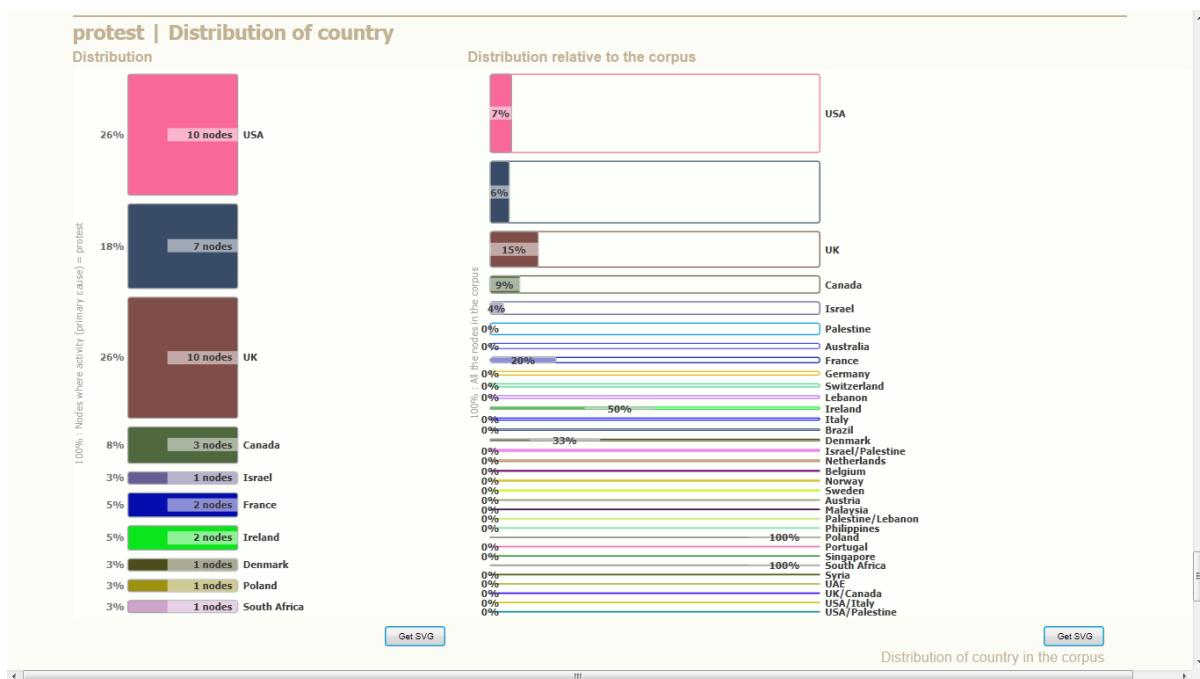 protest | Distribution of country
Distribution
100% : Nodes where activity (primary cause) = protest
26% 10 nodes USA
18% 7 nodes
26% 10 nodes UK
8% 3 nodes Canada
3% 1 nodes Israel
5% 2 nodes France
5% 2 nodes Ireland
3% 1 nodes Denmark
3% 1 nodes Poland
3% 1 nodes South Africa
Get SVG
Distribution relative to the corpus
100% : All the nodes in the corpus
7% USA
6%
15% UK
9% Canada
4% Israel
0% Palestine
0% Australia
20% France
0% Germany
0% Switzerland
0% Lebanon
50% Ireland
0% Italy
0% Brazil
33% Denmark
0% Israel/Palestine
0% Netherlands
0% Belgium
0% Norway
0% Sweden
0% Austria
0% Malaysia
0% Palestine/Lebanon
0% Philippines
100% Poland
0% Portugal
0% Singapore
100% South Africa
0% Syria
0% UAE
0% UK/Canada
0% USA/Italy
0% USA/Palestine
Get SVG
Distribution of country in the corpus